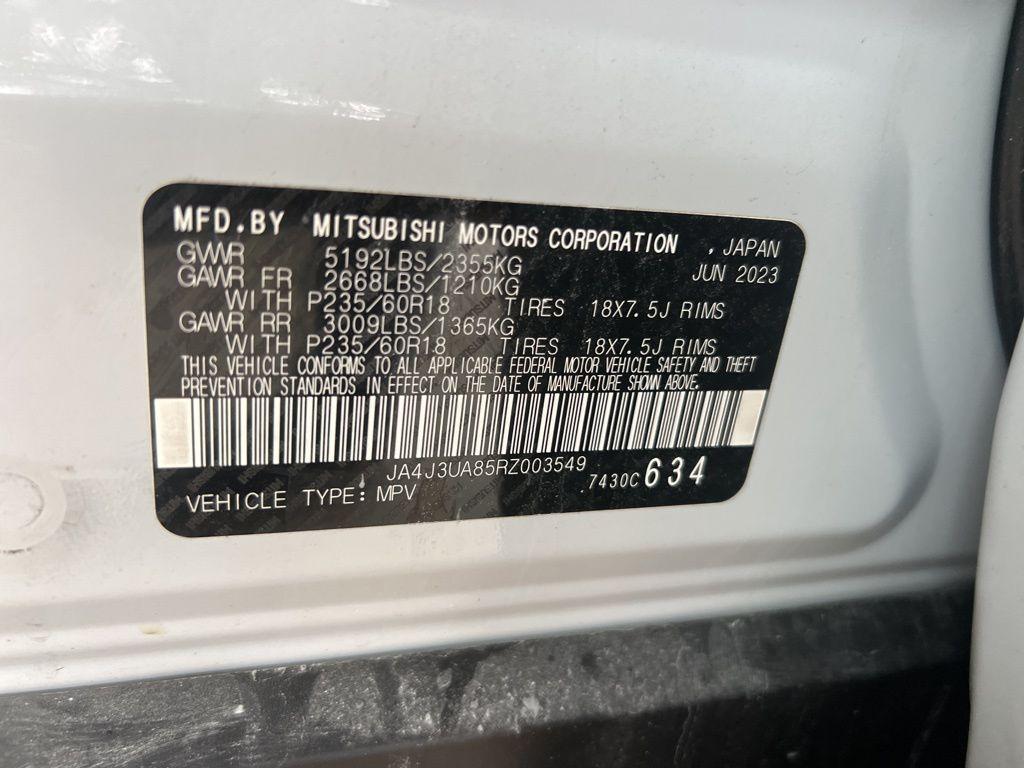 MFD.BY MITSUBISHI MOTORS CORPORATION , JAPAN
GWWR 5192LBS/2355KG JUN 2023
GAWR FR 2668LBS/1210KG
WITH P235/60R18 TIRES 18X7.5J RIMS
GAWR RR 3009LBS/1365KG
WITH P235/60R18 TIRES 18X7.5J RIMS
THIS VEHICLE CONFORMS TO ALL APPLICABLE FEDERAL MOTOR VEHICLE SAFETY AND THEFT
PREVENTION STANDARDS IN EFFECT ON THE DATE OF MANUFACTURE SHOWN ABOVE.
JA4J3UA85RZ003549
7430C 634
VEHICLE TYPE: MPV